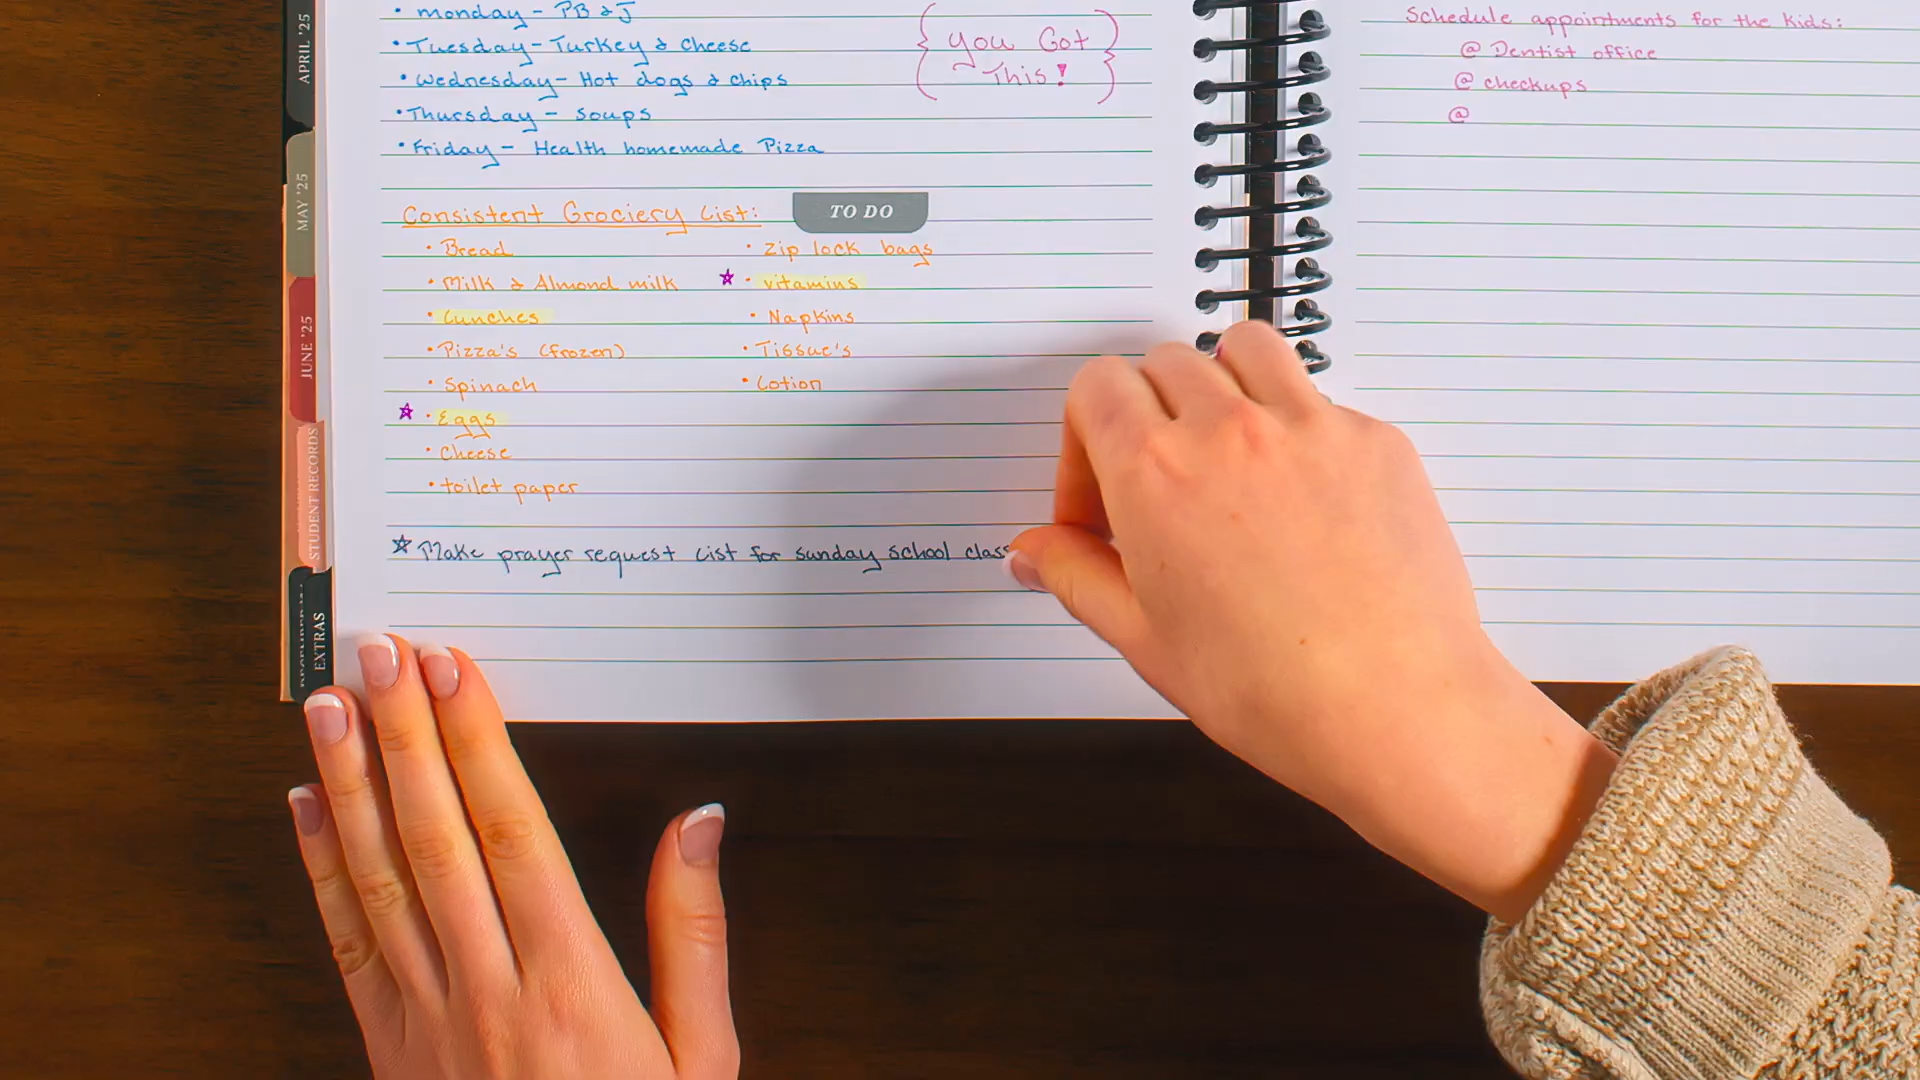 APRIL '25
MAY '25
JUNE '25
STUDENT RECORDS
EXTRAS
• Monday - PB & J
• Tuesday - Turkey & Cheese
• Wednesday - Hot dogs & chips
• Thursday - Soups
• Friday - Health homemade Pizza
You Got
This!
Consistent Grociery List:
TO DO
• Bread
• Milk & Almond milk
• Lunches
• Pizza's (frozen)
• Spinach
☆ • Eggs
• Cheese
• toilet paper
• Zip lock bags
☆ • vitamins
• Napkins
• Tissue's
• Lotion
☆ Make prayer request list for sunday school class
Schedule appointments for the kids:
@ Dentist office
@ checkups
@